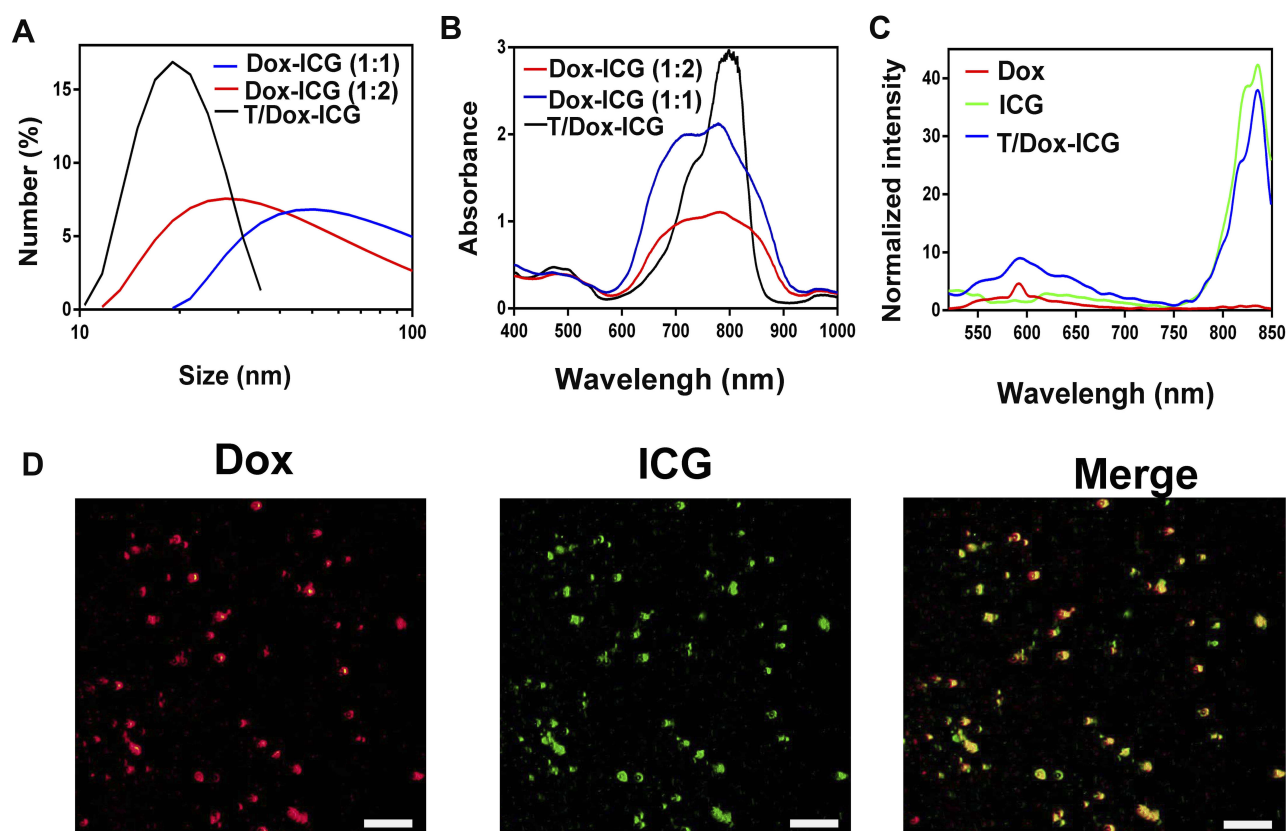 A
Number (%)
15
10
5
0
10
100
Size (nm)
Dox-ICG (1:1)
Dox-ICG (1:2)
T/Dox-ICG
B
Absorbance
3
2
1
0
400 500 600 700 800 900 1000
Wavelengh (nm)
Dox-ICG (1:2)
Dox-ICG (1:1)
T/Dox-ICG
C
Normalized intensity
40
30
20
10
0
550 600 650 700 750 800 850
Wavelengh (nm)
Dox
ICG
T/Dox-ICG
D
Dox
ICG
Merge